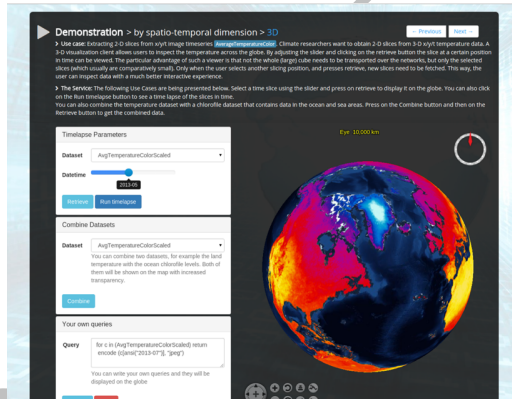 Demonstration > by spatio-temporal dimension > 3D
← Previous
Next →
> Use case: Extracting 2-D slices from x/y/t image timeseries AverageTemperatureColor. Climate researchers want to obtain 2-D slices from 3-D x/y/t temperature data. A
3-D visualization client allows users to inspect the temperature across the globe. By adjusting the slider and clicking on the retrieve button the slice at a certain position
in time can be viewed. The particular advantage of such a viewer is that not the whole (large) cube needs to be transported over the networks, but only the selected
slices (which usually are comparatively small). Only when the user selects another slicing position, and presses retrieve, new slices need to be fetched. This way, the
user can inspect data with a much better interactive experience.
> The Service: The following Use Cases are being presented below. Select a time slice using the slider and press on retrieve to display it on the globe. You can also click
on the Run timelapse button to see a time lapse of the slices in time.
You can also combine the temperature dataset with a chlorofile dataset that contains data in the ocean and sea areas. Press on the Combine button and then on the
Retrieve button to get the combined data.
Timelapse Parameters
Dataset
AvgTemperatureColorScaled
Datetime
2013-05
Retrieve
Run timelapse
Combine Datasets
Dataset
AvgTemperatureColorScaled
You can combine two datasets, for example the land
temperature with the ocean chlorofile levels. Both of
them will be shown on the map with increased
transparency.
Combine
Your own queries
Query
for c in (AvgTemperatureColorScaled) return
encode (c[ansi("2013-07")], "jpeg")
You can write your own queries and they will be
displayed on the globe
Eye 10.000 km